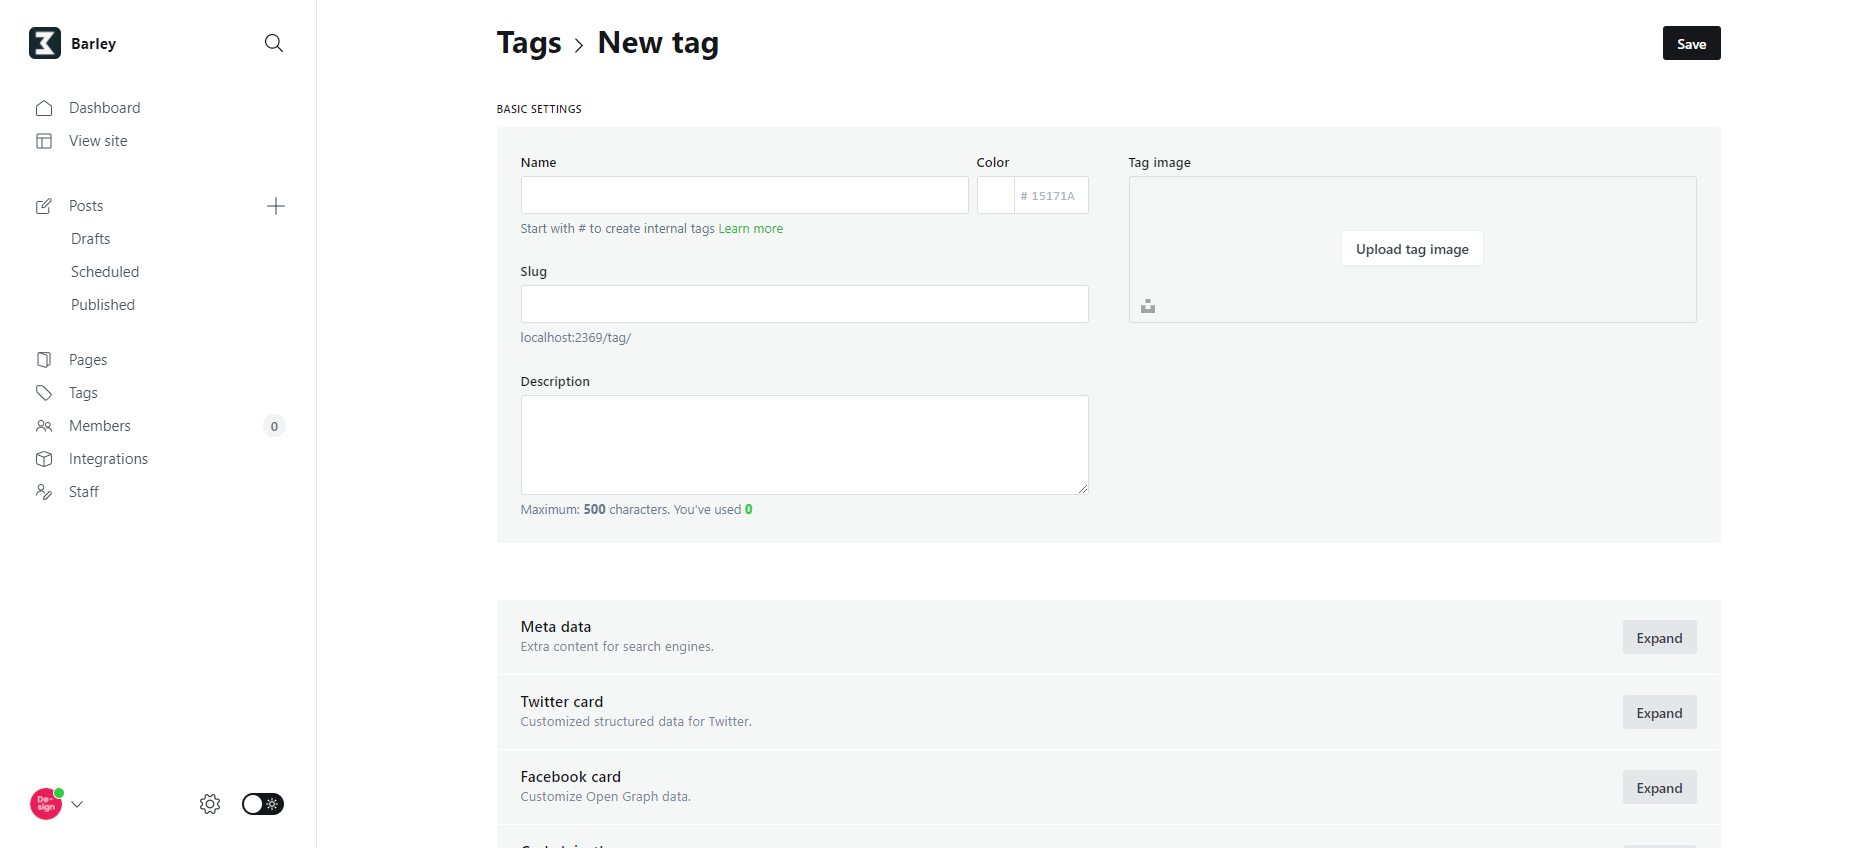 Barley
Dashboard
View site
Posts
Drafts
Scheduled
Published
Pages
Tags
Members 0
Integrations
Staff
De-
sign
Tags › New tag
Save
BASIC SETTINGS
Name
Color
# 15171A
Start with # to create internal tags Learn more
Slug
localhost:2369/tag/
Description
Maximum: 500 characters. You’ve used 0
Tag image
Upload tag image
Meta data
Extra content for search engines.
Expand
Twitter card
Customized structured data for Twitter.
Expand
Facebook card
Customize Open Graph data.
Expand